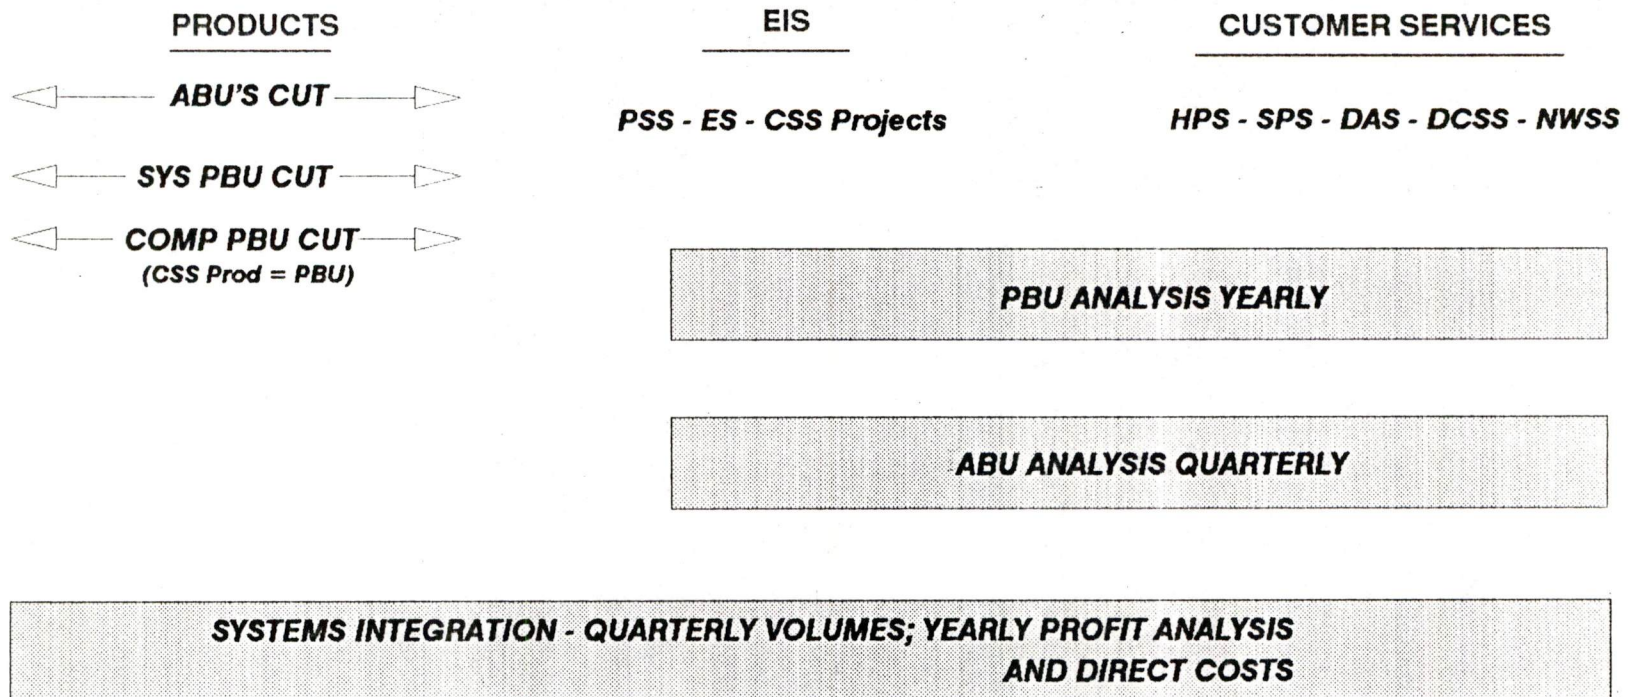 PRODUCTS
EIS
CUSTOMER SERVICES
ABU'S CUT
PSS - ES - CSS Projects
HPS - SPS - DAS - DCSS - NWSS
SYS PBU CUT
COMP PBU CUT
(CSS Prod = PBU)
PBU ANALYSIS YEARLY
ABU ANALYSIS QUARTERLY
SYSTEMS INTEGRATION - QUARTERLY VOLUMES; YEARLY PROFIT ANALYSIS
AND DIRECT COSTS